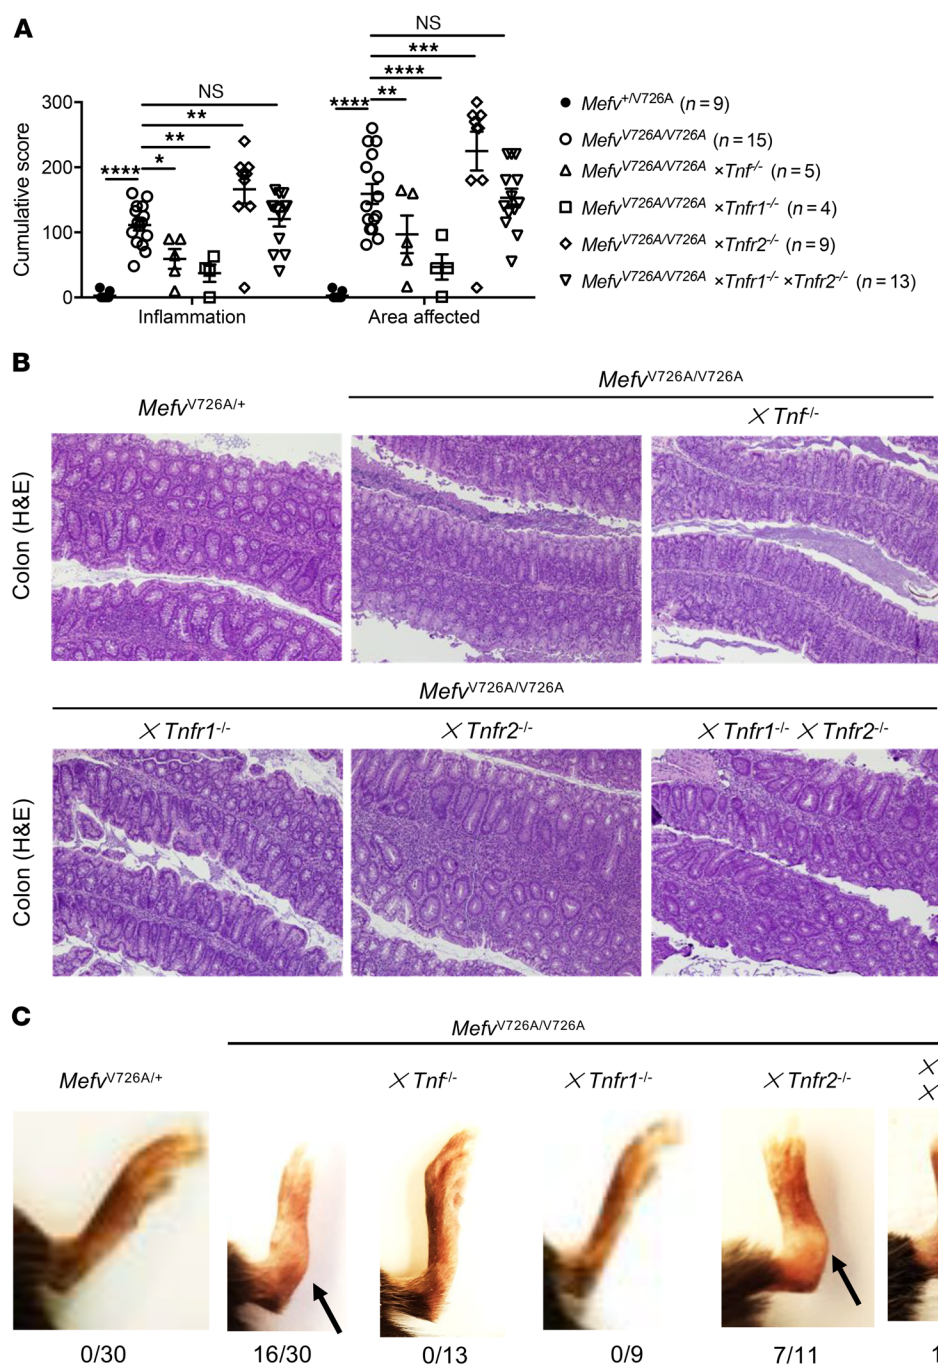 A
NS
***
NS
****
**
**
****
**
****
*
300
200
100
0
Cumulative score
Inflammation
Area affected
Mefv+/V726A (n = 9)
MefvV726A/V726A (n = 15)
MefvV726A/V726A ×Tnf-/- (n = 5)
MefvV726A/V726A ×Tnfr1-/- (n = 4)
MefvV726A/V726A ×Tnfr2-/- (n = 9)
MefvV726A/V726A ×Tnfr1-/- ×Tnfr2-/- (n = 13)
B
MefvV726A/V726A
MefvV726A/+
× Tnf-/-
Colon (H&E)
MefvV726A/V726A
× Tnfr1-/-
× Tnfr2-/-
× Tnfr1-/- × Tnfr2-/-
Colon (H&E)
C
MefvV726A/V726A
MefvV726A/+
× Tnf-/-
× Tnfr1-/-
× Tnfr2-/-
×
×
0/30
16/30
0/13
0/9
7/11
1